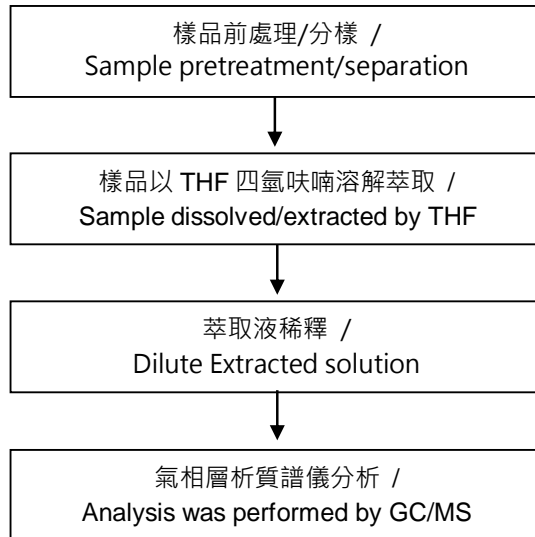 樣品前處理/分樣 /
Sample pretreatment/separation
樣品以 THF 四氫呋喃溶解萃取 /
Sample dissolved/extracted by THF
萃取液稀釋 /
Dilute Extracted solution
氣相層析質譜儀分析 /
Analysis was performed by GC/MS